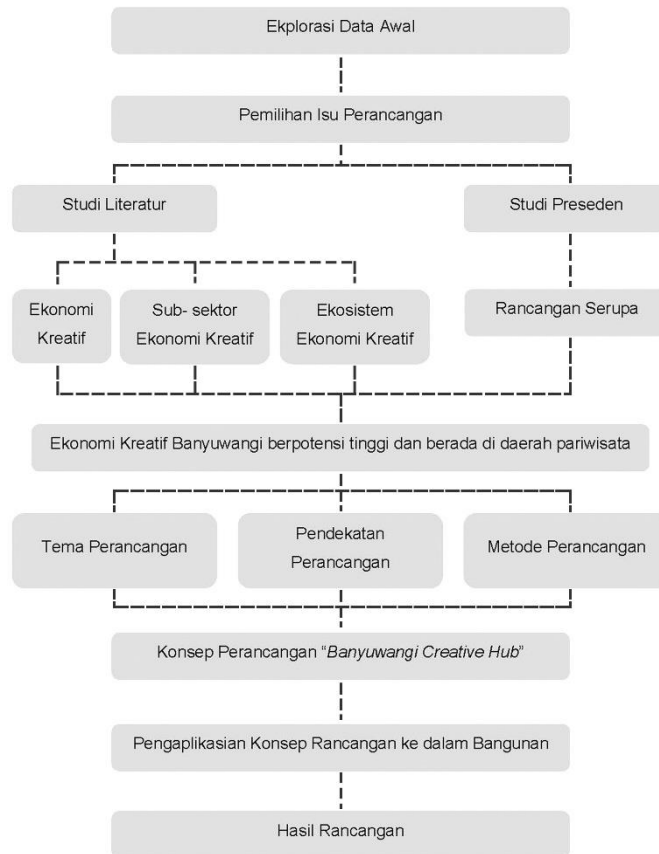 Ekplorasi Data Awal
Pemilihan Isu Perancangan
Studi Literatur
Studi Preseden
Ekonomi
Kreatif
Sub- sektor
Ekonomi Kreatif
Ekosistem
Ekonomi Kreatif
Rancangan Serupa
Ekonomi Kreatif Banyuwangi berpotensi tinggi dan berada di daerah pariwisata
Tema Perancangan
Pendekatan
Perancangan
Metode Perancangan
Konsep Perancangan “Banyuwangi Creative Hub”
Pengaplikasian Konsep Rancangan ke dalam Bangunan
Hasil Rancangan